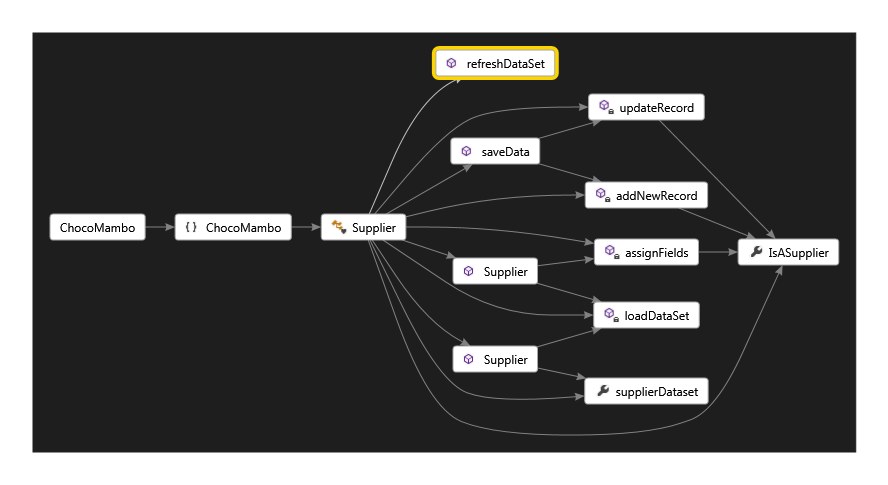 refreshDataSet
updateRecord
saveData
addNewRecord
ChocoMambo
{ } ChocoMambo
Supplier
assignFields
IsASupplier
Supplier
loadDataSet
Supplier
supplierDataset